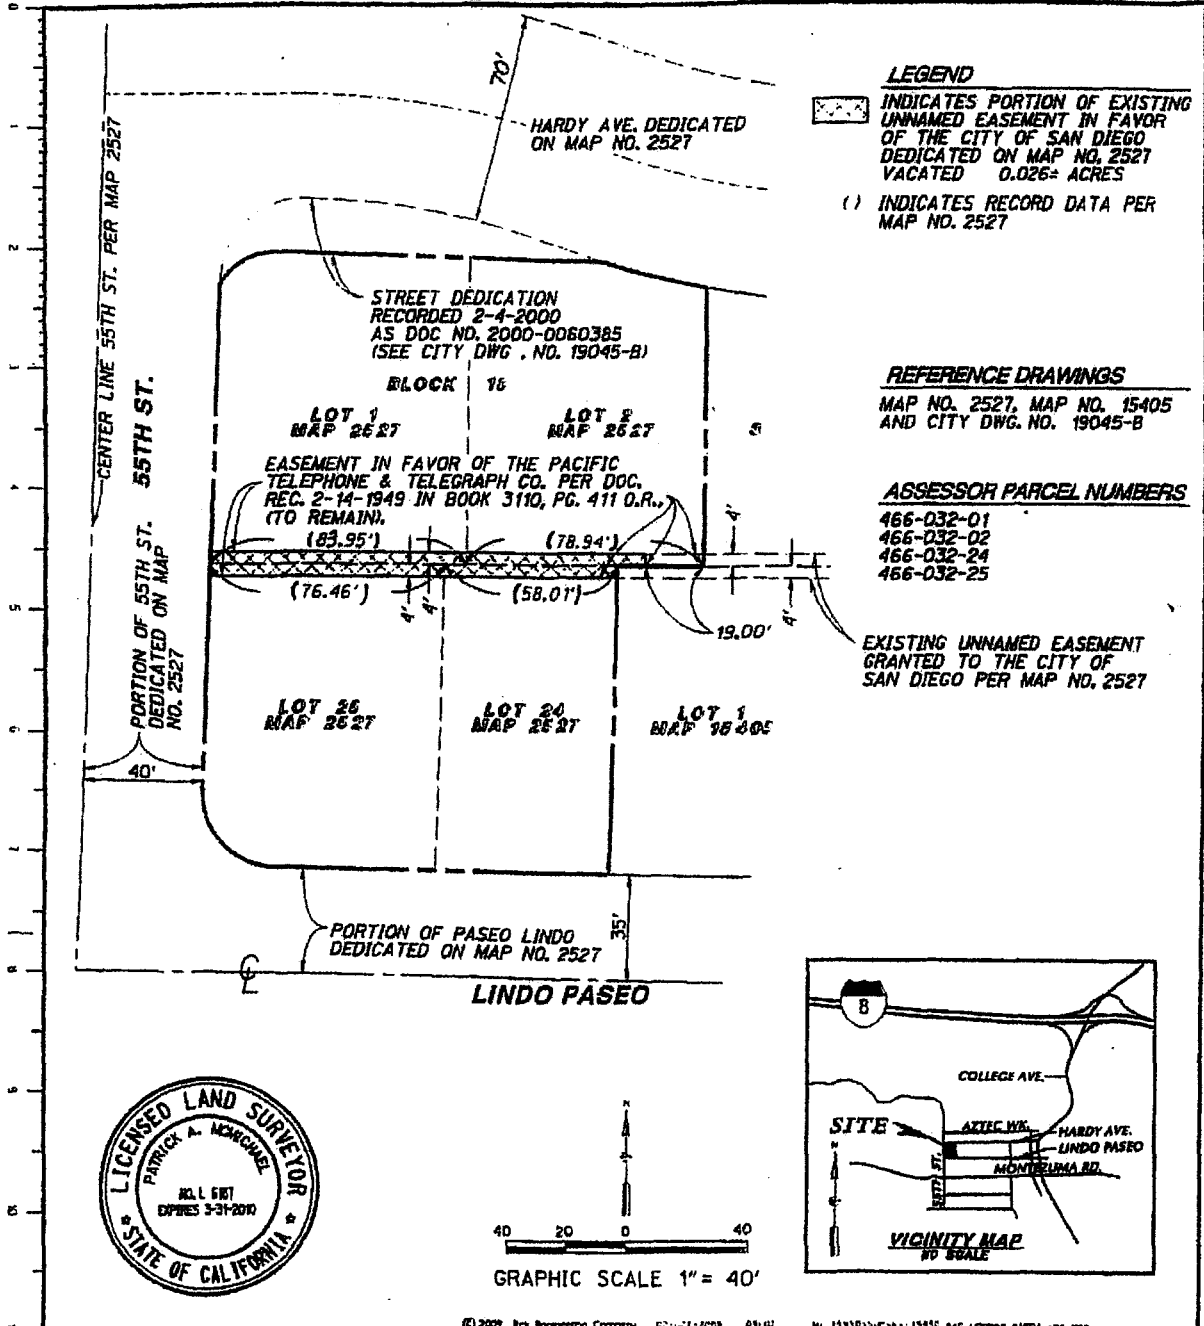 70'
HARDY AVE. DEDICATED
ON MAP NO. 2527
LEGEND
INDICATES PORTION OF EXISTING
UNNAMED EASEMENT IN FAVOR
OF THE CITY OF SAN DIEGO
DEDICATED ON MAP NO. 2527
VACATED 0.026± ACRES
() INDICATES RECORD DATA PER
MAP NO. 2527
CENTER LINE 55TH ST. PER MAP 2527
55TH ST.
STREET DEDICATION
RECORDED 2-4-2000
AS DOC NO. 2000-0060385
(SEE CITY DWG . NO. 19045-B)
BLOCK
LOT 1
MAP 2527
LOT 2
MAP 2527
REFERENCE DRAWINGS
MAP NO. 2527, MAP NO. 15405
AND CITY DWG. NO. 19045-B
EASEMENT IN FAVOR OF THE PACIFIC
TELEPHONE & TELEGRAPH CO. PER DOC.
REC. 2-14-1949 IN BOOK 3110, PG. 411 O.R.,
(TO REMAIN).
ASSESSOR PARCEL NUMBERS
466-032-01
466-032-02
466-032-24
466-032-25
(83.95')
(78.94')
4'
(76.46')
4'
4'
(58.01')
19.00'
4'
EXISTING UNNAMED EASEMENT
GRANTED TO THE CITY OF
SAN DIEGO PER MAP NO. 2527
PORTION OF 55TH ST.
DEDICATED ON MAP
NO. 2527
LOT 25
MAP 2527
LOT 24
MAP 2527
LOT 1
MAP 15405
40'
PORTION OF PASEO LINDO
DEDICATED ON MAP NO. 2527
35'
LINDO PASEO
8
COLLEGE AVE.
SITE
AZTEC WK.
HARDY AVE.
LINDO PASEO
MONTEZUMA RD.
55TH ST.
N
VICINITY MAP
NO SCALE
LICENSED LAND SURVEYOR
PATRICK A. MCMICHAEL
EXPIRES 3-31-2010
STATE OF CALIFORNIA
N
40 20 0 40
GRAPHIC SCALE 1" = 40'